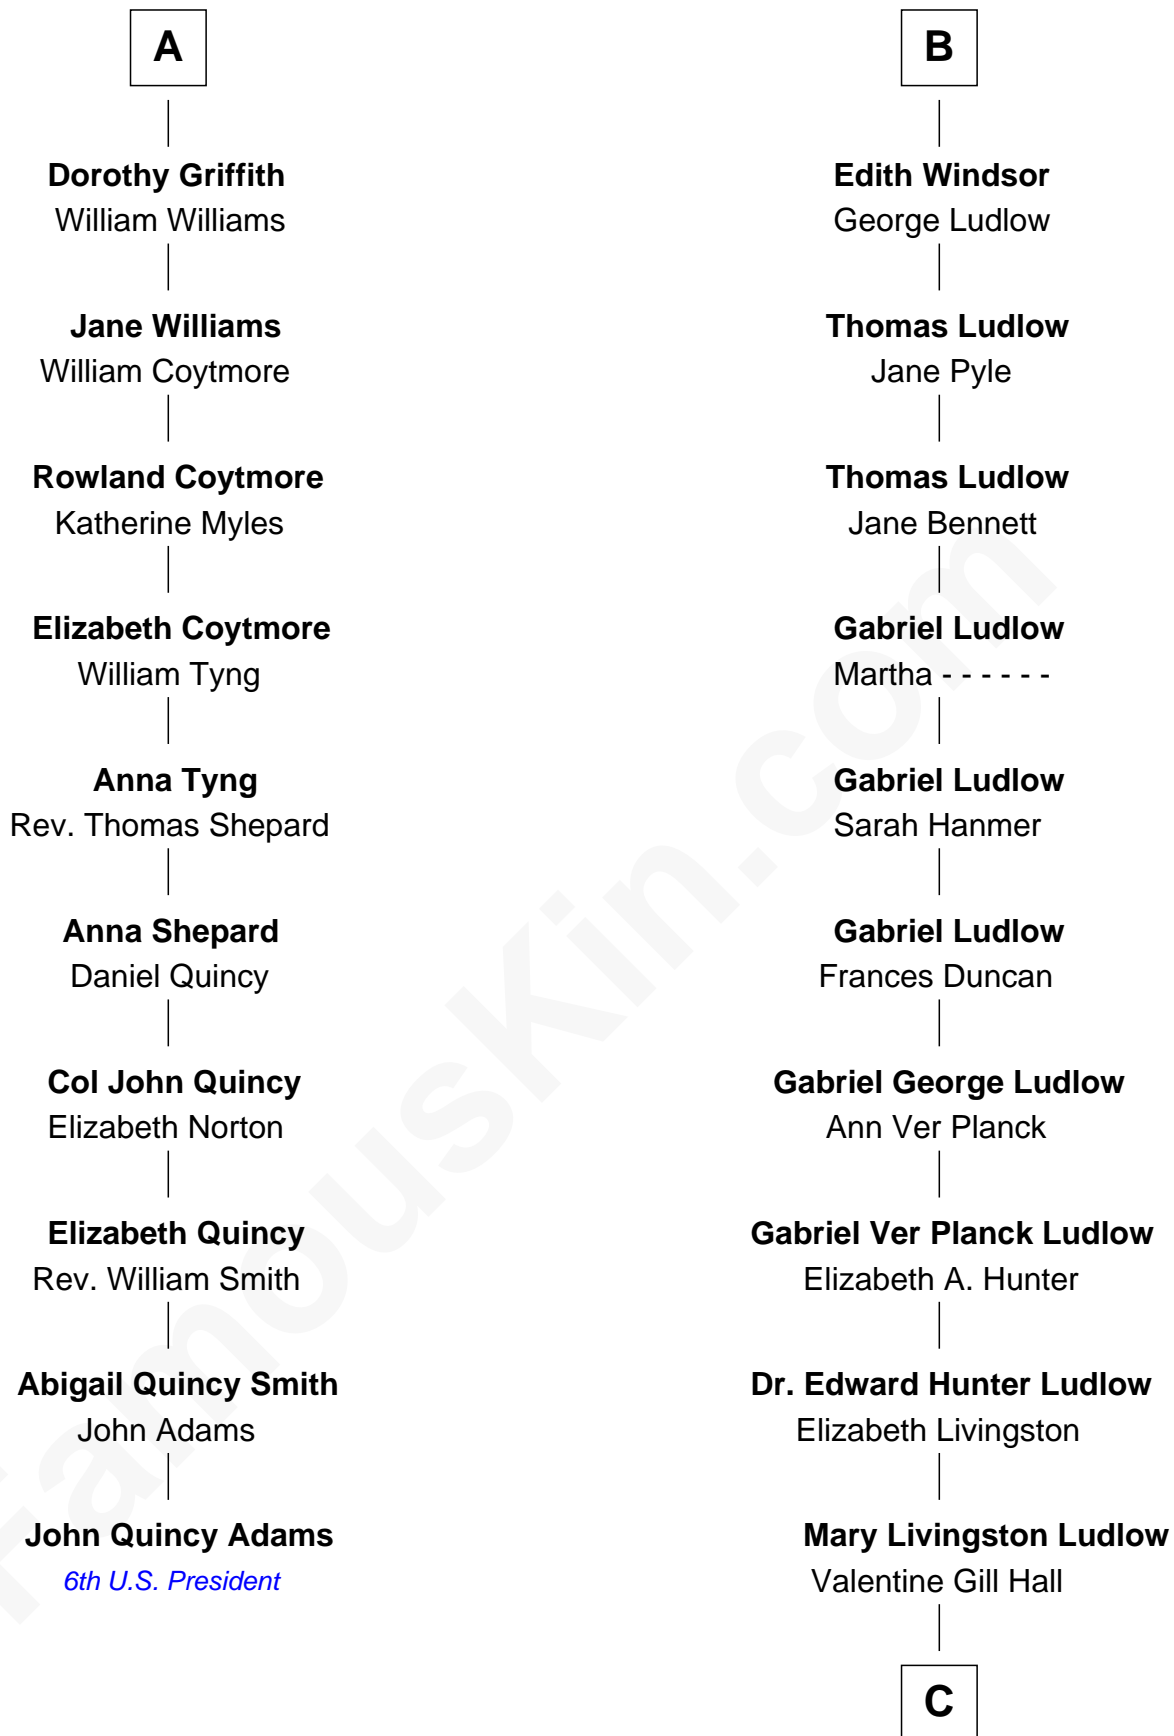 A
Dorothy Griffith
William Williams
Jane Williams
William Coytmore
Rowland Coytmore
Katherine Myles
Elizabeth Coytmore
William Tyng
Anna Tyng
Rev. Thomas Shepard
Anna Shepard
Daniel Quincy
Col John Quincy
Elizabeth Norton
Elizabeth Quincy
Rev. William Smith
Abigail Quincy Smith
John Adams
John Quincy Adams
6th U.S. President
B
Edith Windsor
George Ludlow
Thomas Ludlow
Jane Pyle
Thomas Ludlow
Jane Bennett
Gabriel Ludlow
Martha - - - - - -
Gabriel Ludlow
Sarah Hanmer
Gabriel Ludlow
Frances Duncan
Gabriel George Ludlow
Ann Ver Planck
Gabriel Ver Planck Ludlow
Elizabeth A. Hunter
Dr. Edward Hunter Ludlow
Elizabeth Livingston
Mary Livingston Ludlow
Valentine Gill Hall
C
FamousKin.com